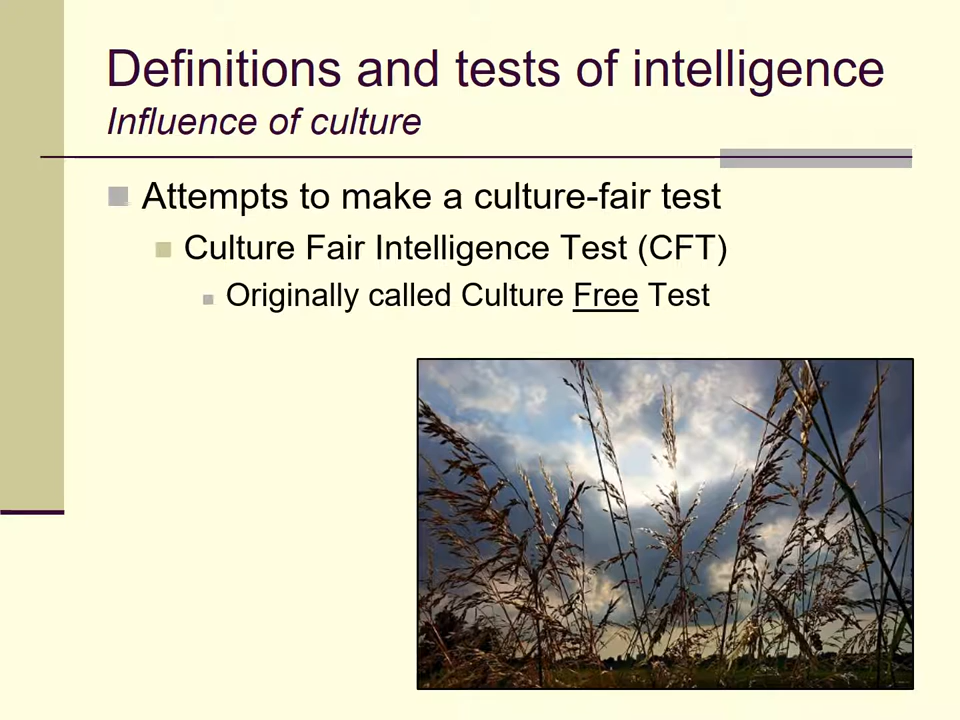 Definitions and tests of intelligence
Influence of culture
Attempts to make a culture-fair test
Culture Fair Intelligence Test (CFT)
Originally called Culture Free Test